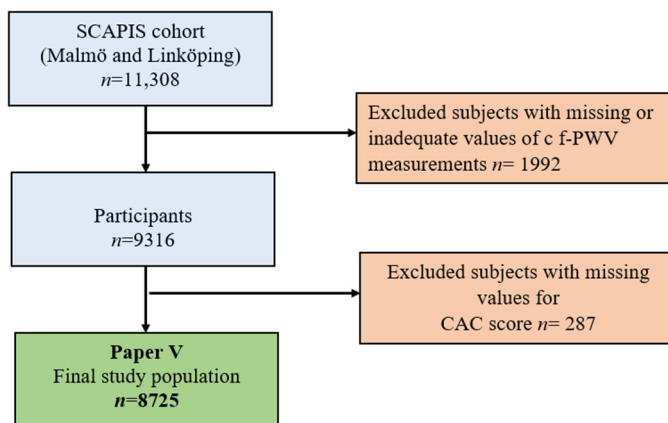 SCAPIS cohort
(Malmö and Linköping)
n=11,308
Excluded subjects with missing or
inadequate values of c f-PWV
measurements n= 1992
Participants
n=9316
Excluded subjects with missing
values for
CAC score n= 287
Paper V
Final study population
n=8725